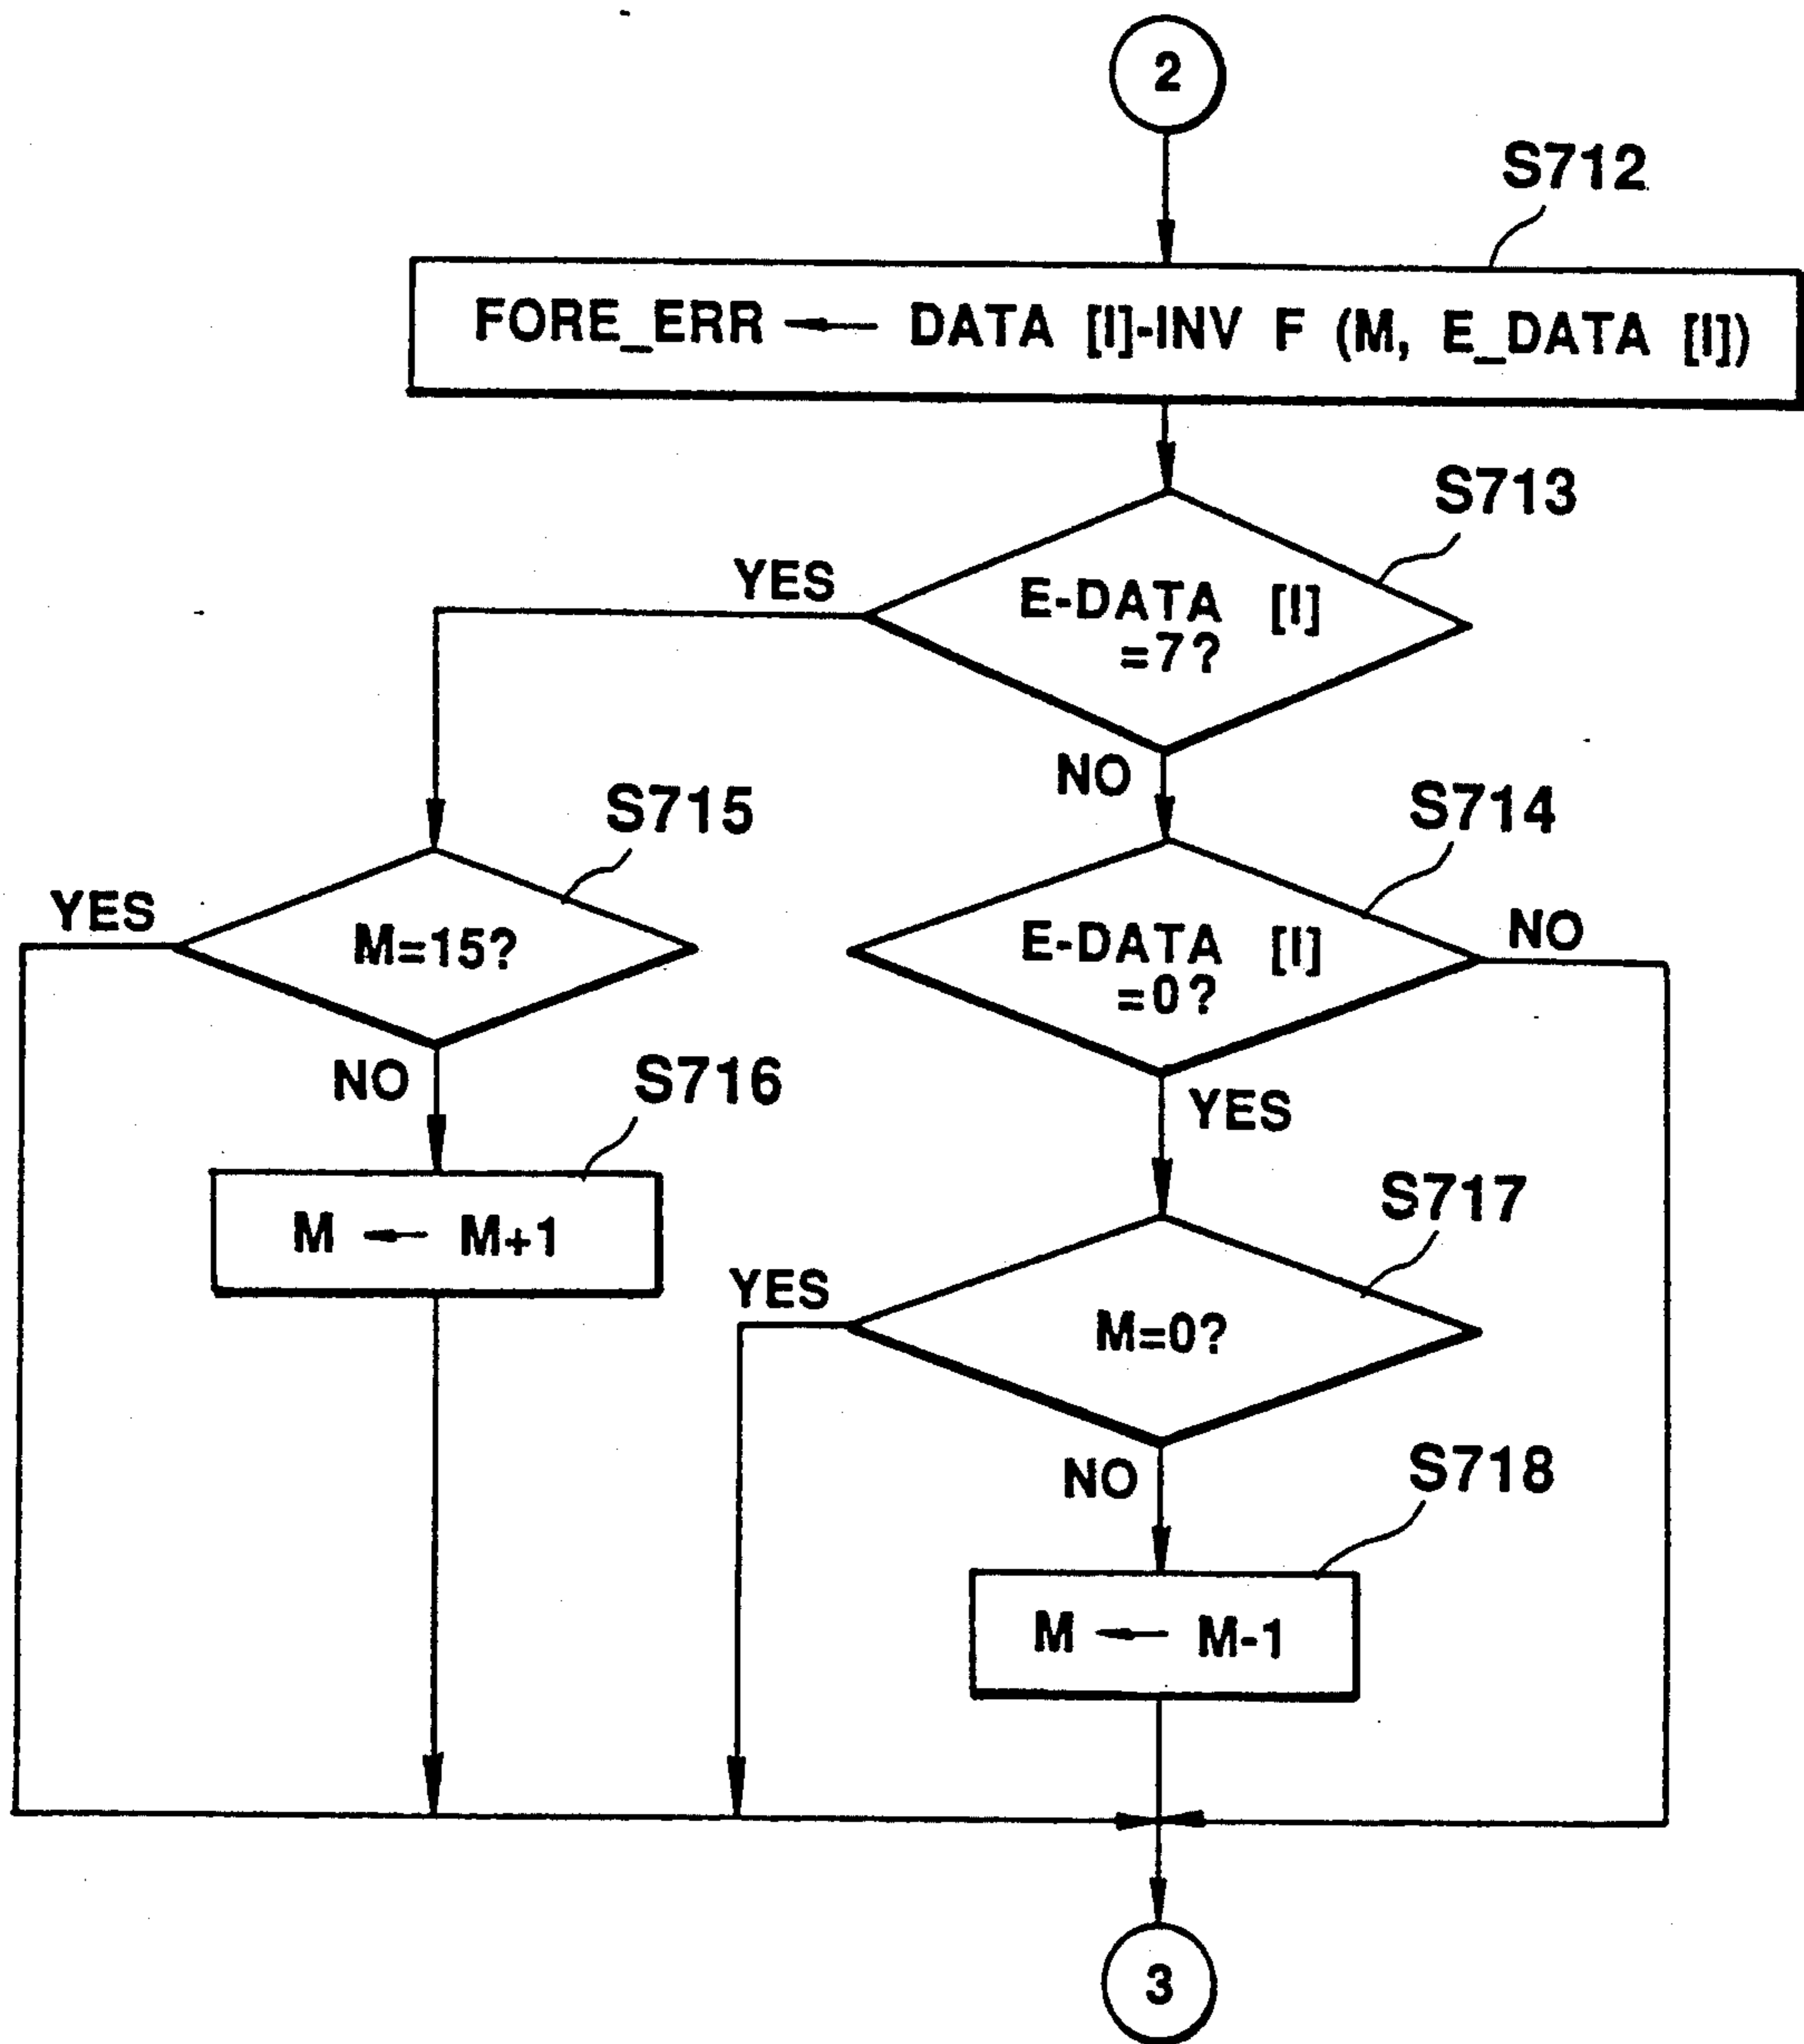 2
S712
FORE_ERR ← DATA [I]-INV F (M, E_DATA [I])
S713
YES
E-DATA [I]
=7?
NO
S715
S714
YES
M=15?
E-DATA [I]
=0?
NO
NO
S716
YES
M ← M+1
S717
YES
M=0?
NO
S718
M ← M-1
3